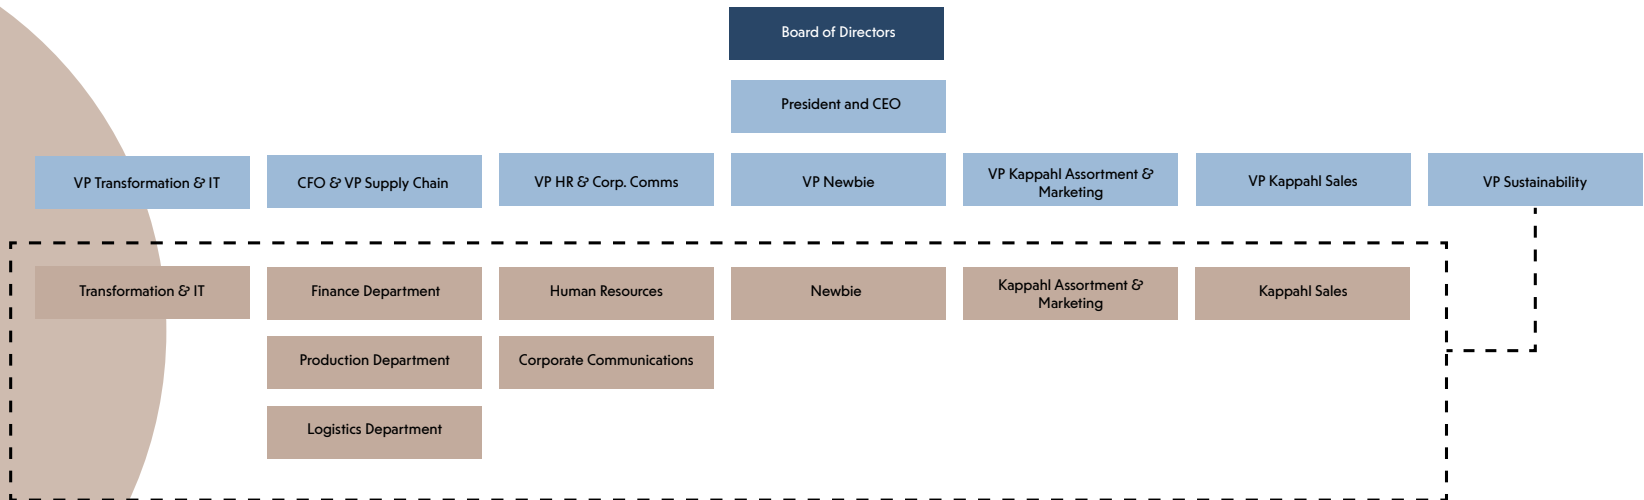 Board of Directors
President and CEO
VP Transformation & IT
CFO & VP Supply Chain
VP HR & Corp. Comms
VP Newbie
VP Kappahl Assortment &
Marketing
VP Kappahl Sales
VP Sustainability
Transformation & IT
Finance Department
Human Resources
Newbie
Kappahl Assortment &
Marketing
Kappahl Sales
Production Department
Corporate Communications
Logistics Department